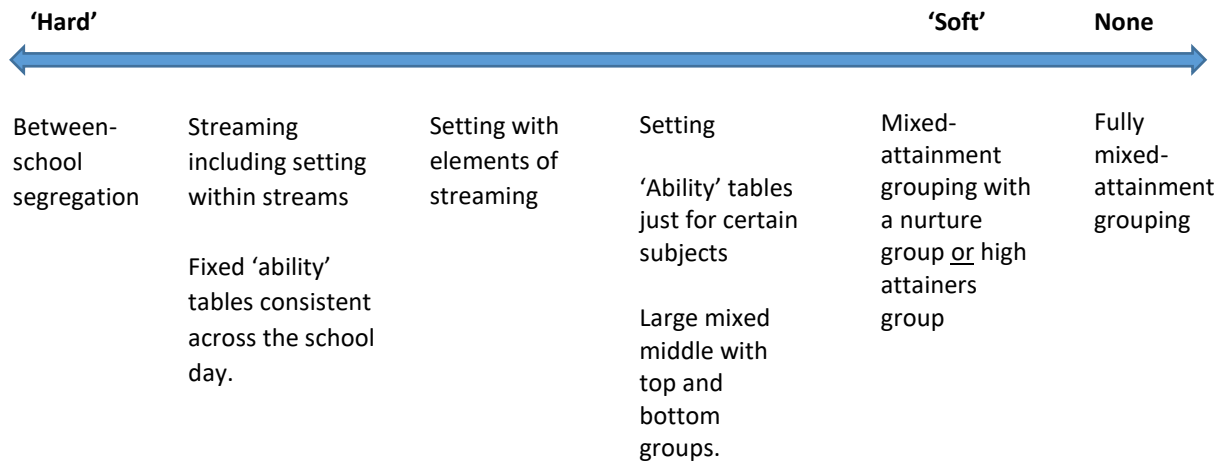 ‘Hard’
‘Soft’
None
Between-
school
segregation
Streaming
including setting
within streams
Fixed ‘ability’
tables consistent
across the school
day.
Setting with
elements of
streaming
Setting
‘Ability’ tables
just for certain
subjects
Large mixed
middle with
top and
bottom
groups.
Mixed-
attainment
grouping with
a nurture
group or high
attainers
group
Fully
mixed-
attainment
grouping